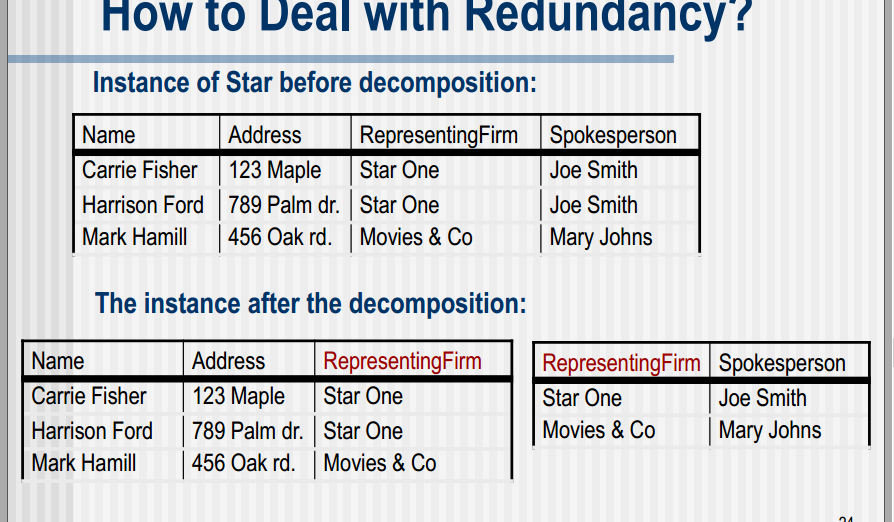 How to Deal with Redundancy?
Instance of Star before decomposition:
Name Address RepresentingFirm Spokesperson
Carrie Fisher 123 Maple Star One Joe Smith
Harrison Ford 789 Palm dr. Star One Joe Smith
Mark Hamill 456 Oak rd. Movies & Co Mary Johns
The instance after the decomposition:
Name Address RepresentingFirm
Carrie Fisher 123 Maple Star One
Harrison Ford 789 Palm dr. Star One
Mark Hamill 456 Oak rd. Movies & Co
RepresentingFirm Spokesperson
Star One Joe Smith
Movies & Co Mary Johns